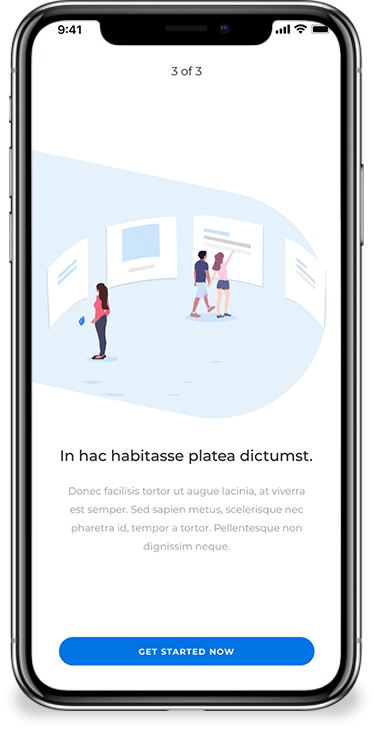 9:41
3 of 3
In hac habitasse platea dictumst.
Donec facilisis tortor ut augue lacinia, at viverra
est semper. Sed sapien metus, scelerisque nec
pharetra id, tempor a tortor. Pellentesque non
dignissim neque.
GET STARTED NOW